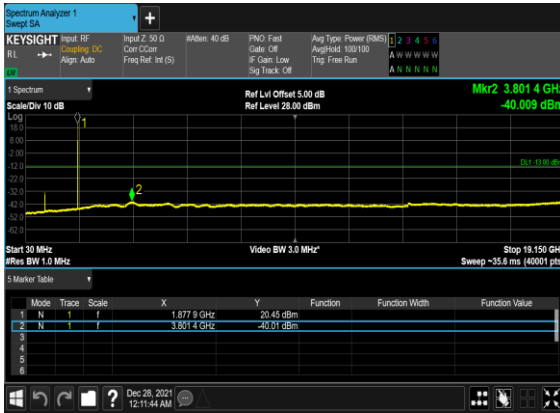 Spectrum Analyzer 1
Swept SA
+
KEYSIGHT Input: RF Input Z: 50 Ω #Atten: 40 dB PNO: Fast Avg Type: Power (RMS) 1 2 3 4 5 6
RL Coupling: DC Corr CCorr Gate: Off Avg|Hold: 100/100 A W W W W W
Align: Auto Freq Ref: Int (S) IF Gain: Low Trig: Free Run
Sig Track: Off A N N N N N
1 Spectrum Ref Lvl Offset 5.00 dB Mkr2 3.801 4 GHz
Scale/Div 10 dB Ref Level 28.00 dBm -40.009 dBm
Log
18.0
8.00
-2.00
-12.0
-22.0
-32.0
-42.0
-52.0
-62.0
1
2
DL1 -13.00 dBm
Start 30 MHz Video BW 3.0 MHz* Stop 19.150 GH
#Res BW 1.0 MHz Sweep ~35.6 ms (40001 pts
5 Marker Table
Mode Trace Scale X Y Function Function Width Function Value
1 N 1 f 1.877 9 GHz 20.45 dBm
2 N 1 f 3.801 4 GHz -40.01 dBm
3
4
5
6
? Dec 28, 2021
12:11:44 AM